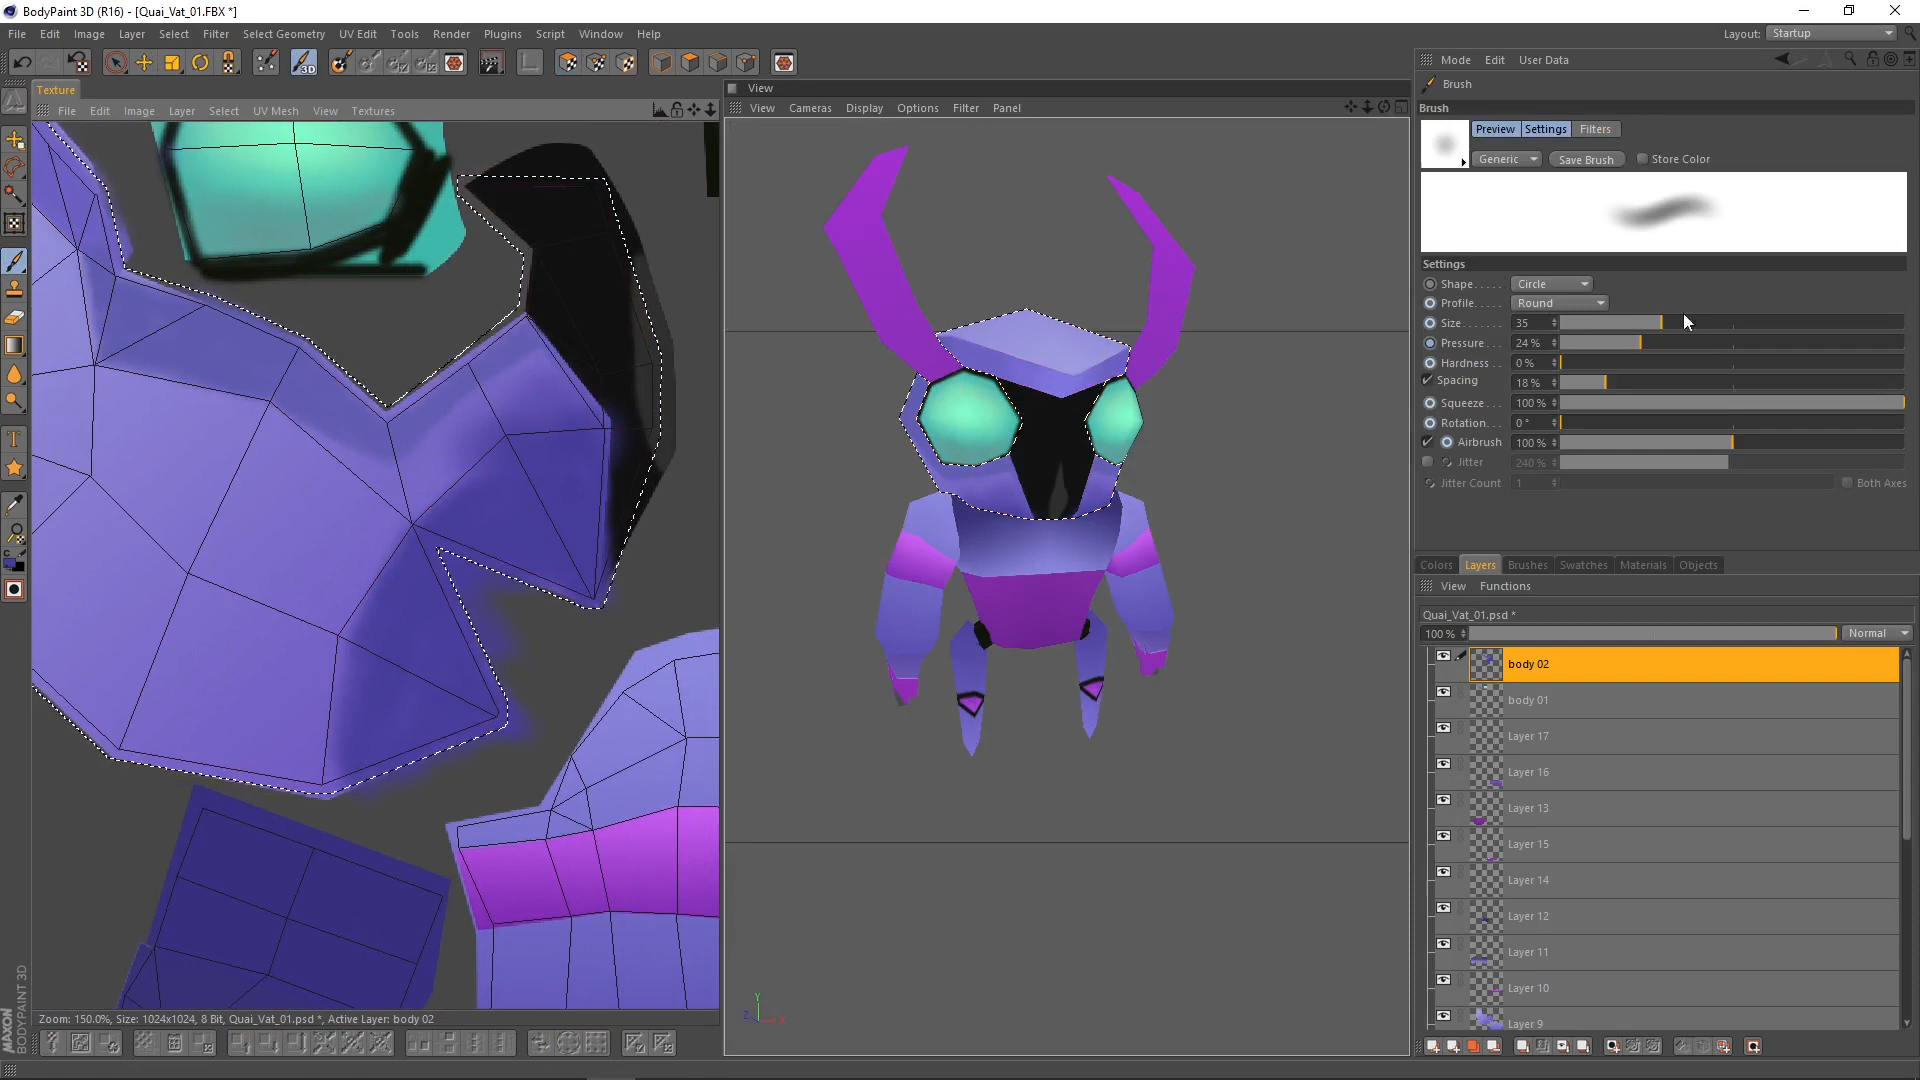 BodyPaint 3D (R16) - [Quai_Vat_01.FBX *]
File Edit Image Layer Select Filter Select Geometry UV Edit Tools Render Plugins Script Window Help
Layout: Startup
3D
Texture
File Edit Image Layer Select UV Mesh View Textures
View
View Cameras Display Options Filter Panel
Y
Z X
Mode Edit User Data
Brush
Brush
Preview Settings Filters
Generic Save Brush Store Color
Settings
Shape..... Circle
Profile..... Round
Size....... 35
Pressure... 24 %
Hardness.. 0 %
Spacing 18 %
Squeeze... 100 %
Rotation... 0 °
Airbrush 100 %
Jitter 240 %
Jitter Count 1 Both Axes
Colors Layers Brushes Swatches Materials Objects
View Functions
Quai_Vat_01.psd *
100 % Normal
body 02
body 01
Layer 17
Layer 16
Layer 13
Layer 15
Layer 14
Layer 12
Layer 11
Layer 10
Layer 9
Zoom: 150.0%, Size: 1024x1024, 8 Bit, Quai_Vat_01.psd *, Active Layer: body 02
MAXON
BODYPAINT 3D